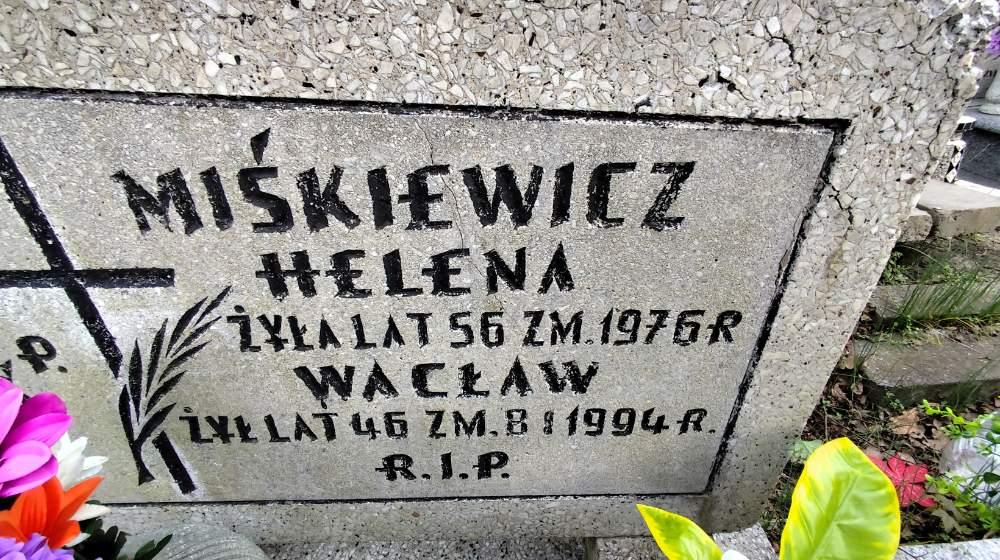 MIŚKIEWICZ
HELENA
ŻYŁA LAT 56 ZM. 1976 R
WACŁAW
ŻYŁ LAT 46 ZM. 8 I 1994 R.
R.I.P.
P.